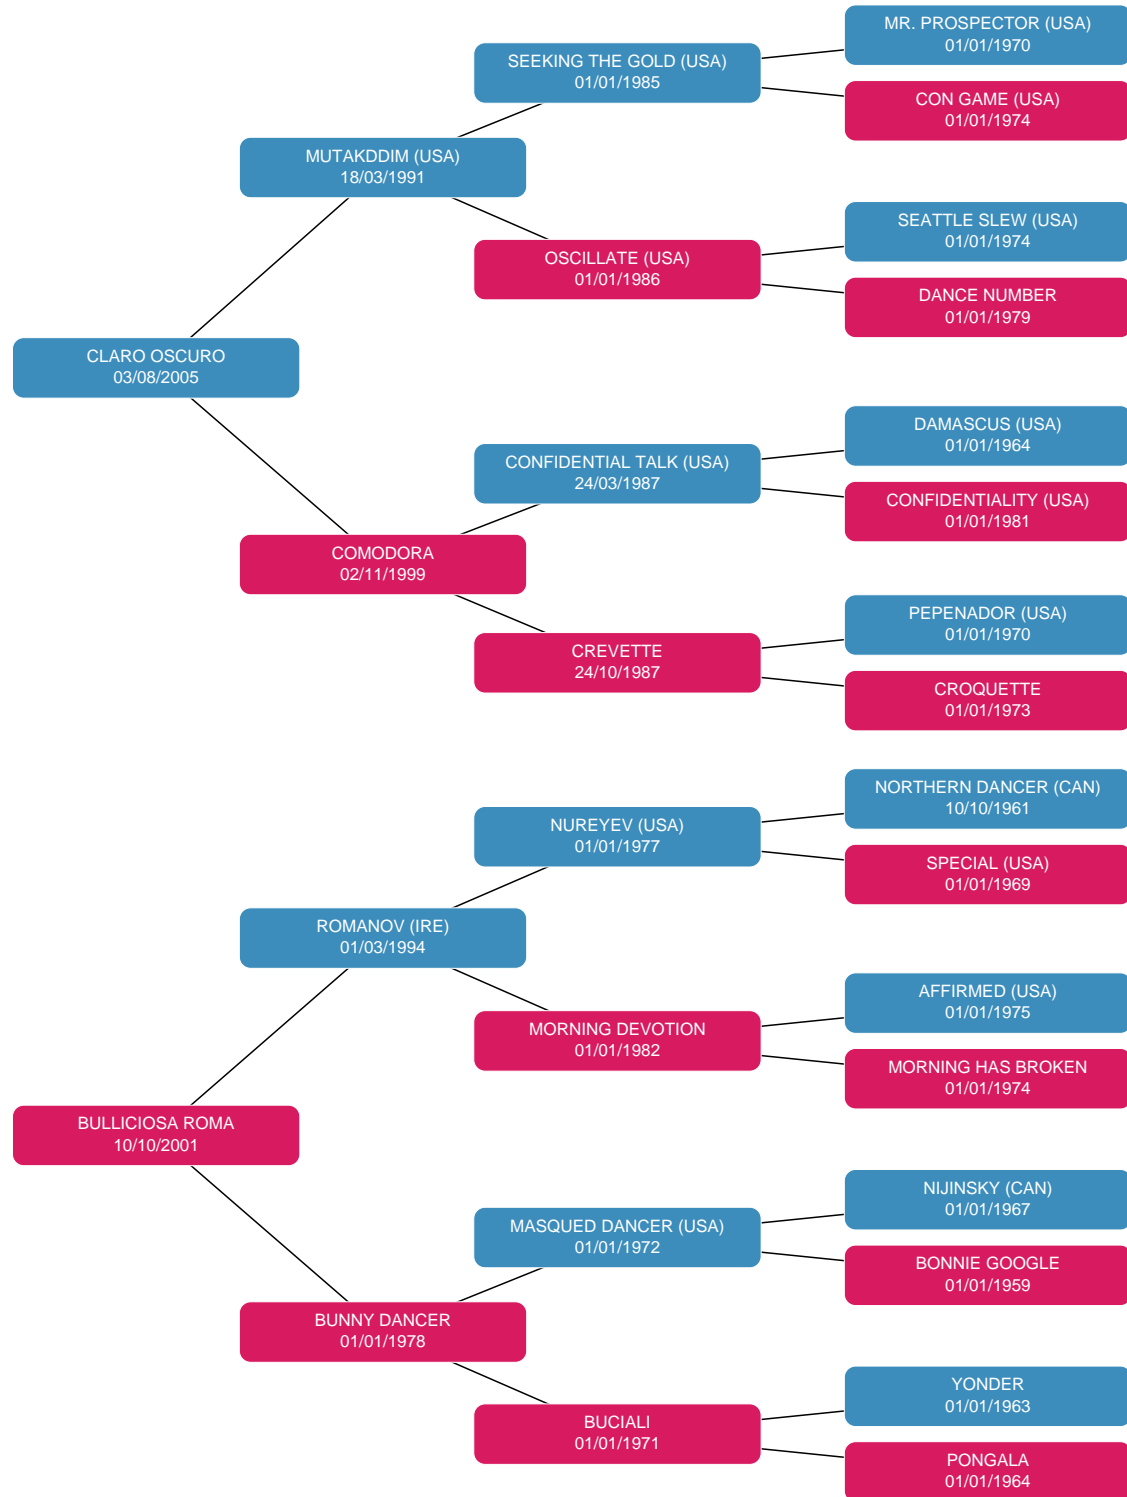 MR. PROSPECTOR (USA)
01/01/1970
SEEKING THE GOLD (USA)
01/01/1985
CON GAME (USA)
01/01/1974
MUTAKDDIM (USA)
18/03/1991
SEATTLE SLEW (USA)
01/01/1974
OSCILLATE (USA)
01/01/1986
DANCE NUMBER
01/01/1979
CLARO OSCURO
03/08/2005
DAMASCUS (USA)
01/01/1964
CONFIDENTIAL TALK (USA)
24/03/1987
CONFIDENTIALITY (USA)
01/01/1981
COMODORA
02/11/1999
PEPENADOR (USA)
01/01/1970
CREVETTE
24/10/1987
CROQUETTE
01/01/1973
NORTHERN DANCER (CAN)
10/10/1961
NUREYEV (USA)
01/01/1977
SPECIAL (USA)
01/01/1969
ROMANOV (IRE)
01/03/1994
AFFIRMED (USA)
01/01/1975
MORNING DEVOTION
01/01/1982
MORNING HAS BROKEN
01/01/1974
BULLICIOSA ROMA
10/10/2001
NIJINSKY (CAN)
01/01/1967
MASQUED DANCER (USA)
01/01/1972
BONNIE GOOGLE
01/01/1959
BUNNY DANCER
01/01/1978
YONDER
01/01/1963
BUCIALI
01/01/1971
PONGALA
01/01/1964